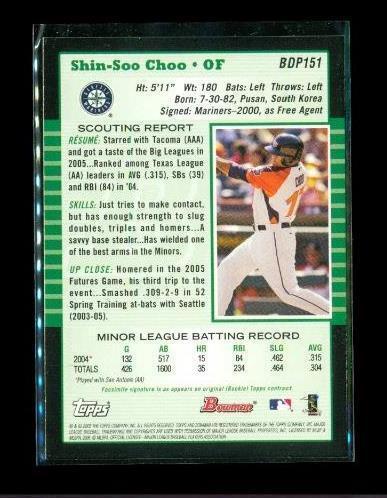 Shin-Soo Choo • OF BDP151
Ht: 5'11" Wt: 180 Bats: Left Throws: Left
Born: 7-30-82, Pusan, South Korea
Signed: Mariners–2000, as Free Agent
SCOUTING REPORT
RÉSUMÉ: Starred with Tacoma (AAA)
and got a taste of the Big Leagues in
2005...Ranked among Texas League
(AA) leaders in AVG (.315), SBs (39)
and RBI (84) in '04.
SKILLS: Just tries to make contact,
but has enough strength to slug
doubles, triples and homers...A
savvy base stealer...Has wielded one
of the best arms in the Minors.
UP CLOSE: Homered in the 2005
Futures Game, his third trip to the
event...Smashed .309-2-9 in 52
Spring Training at-bats with Seattle
(2003-05).
MINOR LEAGUE BATTING RECORD
G AB HR RBI SLG AVG
2004* 132 517 15 84 .462 .315
TOTALS 426 1600 35 234 .464 .304
*Played with San Antonio (AA)
Facsimile signature is as appears on original (Rookie) Topps contract.
Topps Bowman